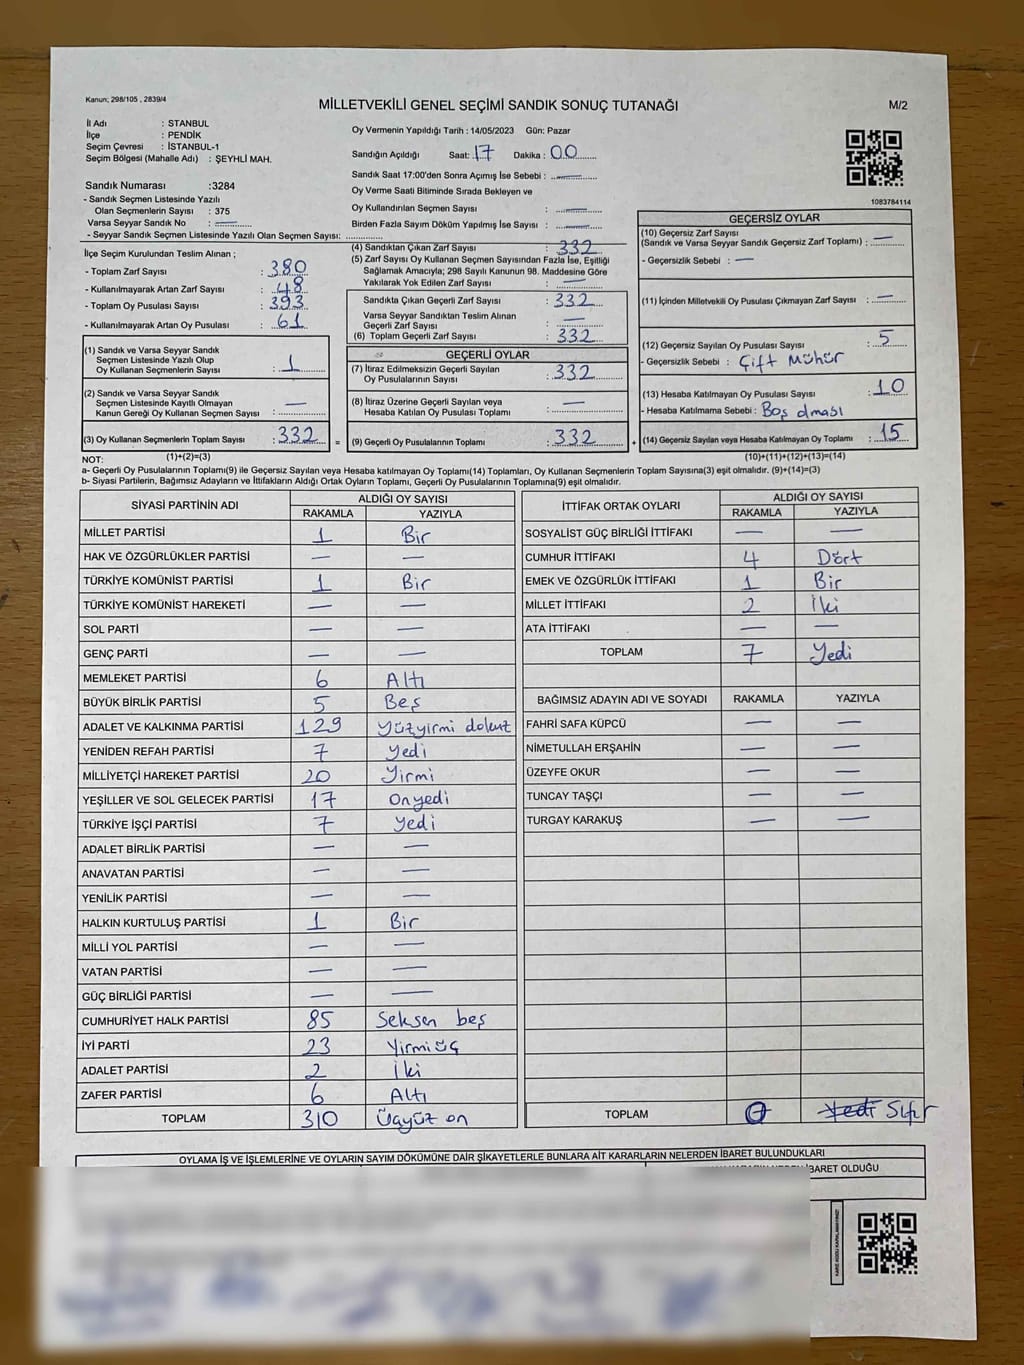 Kanun; 298/105 , 2839/4
MİLLETVEKİLİ GENEL SEÇİMİ SANDIK SONUÇ TUTANAĞI
M/2
İl Adı : STANBUL
İlçe : PENDİK
Seçim Çevresi : İSTANBUL-1
Seçim Bölgesi (Mahalle Adı) : ŞEYHLİ MAH.
Oy Vermenin Yapıldığı Tarih : 14/05/2023 Gün: Pazar
Sandığın Açıldığı Saat: 17 Dakika : 00
Sandık Saat 17:00'den Sonra Açımış İse Sebebi : —
Oy Verme Saati Bitiminde Sırada Bekleyen ve
Oy Kullandırılan Seçmen Sayısı : —
Birden Fazla Sayım Döküm Yapılmış İse Sayısı : —
1083784114
Sandık Numarası :3284
- Sandık Seçmen Listesinde Yazılı
Olan Seçmenlerin Sayısı : 375
Varsa Seyyar Sandık No : —
- Seyyar Sandık Seçmen Listesinde Yazılı Olan Seçmen Sayısı:
İlçe Seçim Kurulundan Teslim Alınan ;
- Toplam Zarf Sayısı : 380
- Kullanılmayarak Artan Zarf Sayısı : 48
- Toplam Oy Pusulası Sayısı : 393
- Kullanılmayarak Artan Oy Pusulası : 61
(1) Sandık ve Varsa Seyyar Sandık
Seçmen Listesinde Yazılı Olup
Oy Kullanan Seçmenlerin Sayısı : 1
(2) Sandık ve Varsa Seyyar Sandık
Seçmen Listesinde Kayıtlı Olmayan
Kanun Gereği Oy Kullanan Seçmen Sayısı : —
(3) Oy Kullanan Seçmenlerin Toplam Sayısı : 332 =
(4) Sandıktan Çıkan Zarf Sayısı : 332
(5) Zarf Sayısı Oy Kullanan Seçmen Sayısından Fazla İse, Eşitliği
Sağlamak Amacıyla; 298 Sayılı Kanunun 98. Maddesine Göre
Yakılarak Yok Edilen Zarf Sayısı : —
Sandıkta Çıkan Geçerli Zarf Sayısı : 332
Varsa Seyyar Sandıktan Teslim Alınan
Geçerli Zarf Sayısı : —
(6) Toplam Geçerli Zarf Sayısı : 332
GEÇERLİ OYLAR
(7) İtiraz Edilmeksizin Geçerli Sayılan
Oy Pusulalarının Sayısı : 332
(8) İtiraz Üzerine Geçerli Sayılan veya
Hesaba Katılan Oy Pusulası Toplamı : —
(9) Geçerli Oy Pusulalarının Toplamı : 332 +
GEÇERSİZ OYLAR
(10) Geçersiz Zarf Sayısı
(Sandık ve Varsa Seyyar Sandık Geçersiz Zarf Toplamı) : —
- Geçersizlik Sebebi : —
(11) İçinden Milletvekili Oy Pusulası Çıkmayan Zarf Sayısı : —
(12) Geçersiz Sayılan Oy Pusulası Sayısı : 5
- Geçersizlik Sebebi : Çift Mühür
(13) Hesaba Katılmayan Oy Pusulası Sayısı : 10
- Hesaba Katılmama Sebebi : Boş olması
(14) Geçersiz Sayılan veya Hesaba Katılmayan Oy Toplamı : 15
NOT: (1)+(2)=(3) (10)+(11)+(12)+(13)=(14)
a- Geçerli Oy Pusulalarının Toplamı(9) ile Geçersiz Sayılan veya Hesaba katılmayan Oy Toplamı(14) Toplamları, Oy Kullanan Seçmenlerin Toplam Sayısına(3) eşit olmalıdır. (9)+(14)=(3)
b- Siyasi Partilerin, Bağımsız Adayların ve İttifakların Aldığı Ortak Oyların Toplamı, Geçerli Oy Pusulalarının Toplamına(9) eşit olmalıdır.
SİYASİ PARTİNİN ADI ALDIĞI OY SAYISI
RAKAMLA YAZIYLA
MİLLET PARTİSİ 1 Bir
HAK VE ÖZGÜRLÜKLER PARTİSİ — —
TÜRKİYE KOMÜNİST PARTİSİ 1 Bir
TÜRKİYE KOMÜNİST HAREKETİ — —
SOL PARTİ — —
GENÇ PARTİ — —
MEMLEKET PARTİSİ 6 Altı
BÜYÜK BİRLİK PARTİSİ 5 Beş
ADALET VE KALKINMA PARTİSİ 129 Yüzyirmi dokuz
YENİDEN REFAH PARTİSİ 7 Yedi
MİLLİYETÇİ HAREKET PARTİSİ 20 Yirmi
YEŞİLLER VE SOL GELECEK PARTİSİ 17 Onyedi
TÜRKİYE İŞÇİ PARTİSİ 7 Yedi
ADALET BİRLİK PARTİSİ — —
ANAVATAN PARTİSİ — —
YENİLİK PARTİSİ — —
HALKIN KURTULUŞ PARTİSİ 1 Bir
MİLLİ YOL PARTİSİ — —
VATAN PARTİSİ — —
GÜÇ BİRLİĞİ PARTİSİ — —
CUMHURİYET HALK PARTİSİ 85 Seksen beş
İYİ PARTİ 23 Yirmiüç
ADALET PARTİSİ 2 İki
ZAFER PARTİSİ 6 Altı
TOPLAM 310 Üçyüz on
İTTİFAK ORTAK OYLARI ALDIĞI OY SAYISI
RAKAMLA YAZIYLA
SOSYALİST GÜÇ BİRLİĞİ İTTİFAKI — —
CUMHUR İTTİFAKI 4 Dört
EMEK VE ÖZGÜRLÜK İTTİFAKI 1 Bir
MİLLET İTTİFAKI 2 İki
ATA İTTİFAKI — —
TOPLAM 7 Yedi
BAĞIMSIZ ADAYIN ADI VE SOYADI RAKAMLA YAZIYLA
FAHRİ SAFA KÜPCÜ — —
NİMETULLAH ERŞAHİN — —
ÜZEYFE OKUR — —
TUNCAY TAŞÇI — —
TURGAY KARAKUŞ — —
TOPLAM 0 Yedi Sıfır
OYLAMA İŞ VE İŞLEMLERİNE VE OYLARIN SAYIM DÖKÜMÜNE DAİR ŞİKAYETLERLE BUNLARA AİT KARARLARIN NELERDEN İBARET BULUNDUKLARI
İBARET OLDUĞU